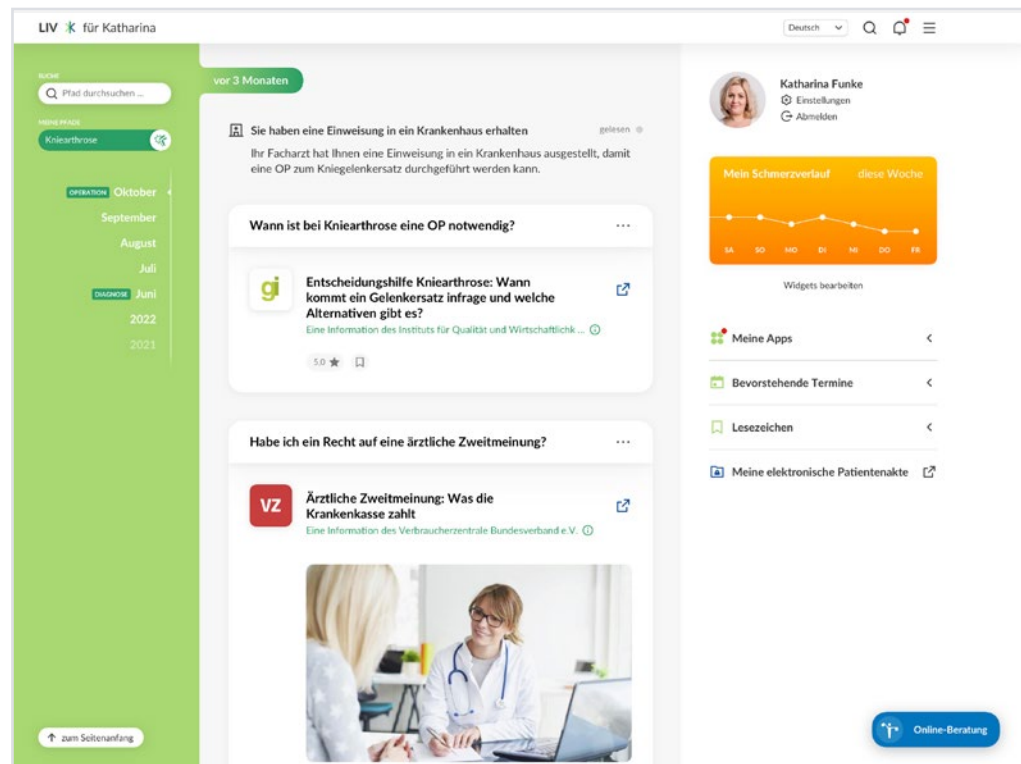 LIV für Katharina
Deutsch
SUCHE
Pfad durchsuchen ...
MEINE PFADE
Kniearthrose
OPERATION Oktober
September
August
Juli
DIAGNOSE Juni
2022
2021
zum Seitenanfang
vor 3 Monaten
Sie haben eine Einweisung in ein Krankenhaus erhalten
gelesen
Ihr Facharzt hat Ihnen eine Einweisung in ein Krankenhaus ausgestellt, damit
eine OP zum Kniegelenkersatz durchgeführt werden kann.
Wann ist bei Kniearthrose eine OP notwendig?
gi
Entscheidungshilfe Kniearthrose: Wann
kommt ein Gelenkersatz infrage und welche
Alternativen gibt es?
Eine Information des Instituts für Qualität und Wirtschaftlichk ...
5,0
Habe ich ein Recht auf eine ärztliche Zweitmeinung?
VZ
Ärztliche Zweitmeinung: Was die
Krankenkasse zahlt
Eine Information des Verbraucherzentrale Bundesverband e.V.
Katharina Funke
Einstellungen
Abmelden
Mein Schmerzverlauf diese Woche
SA SO MO DI MI DO FR
Widgets bearbeiten
Meine Apps
Bevorstehende Termine
Lesezeichen
Meine elektronische Patientenakte
Online-Beratung